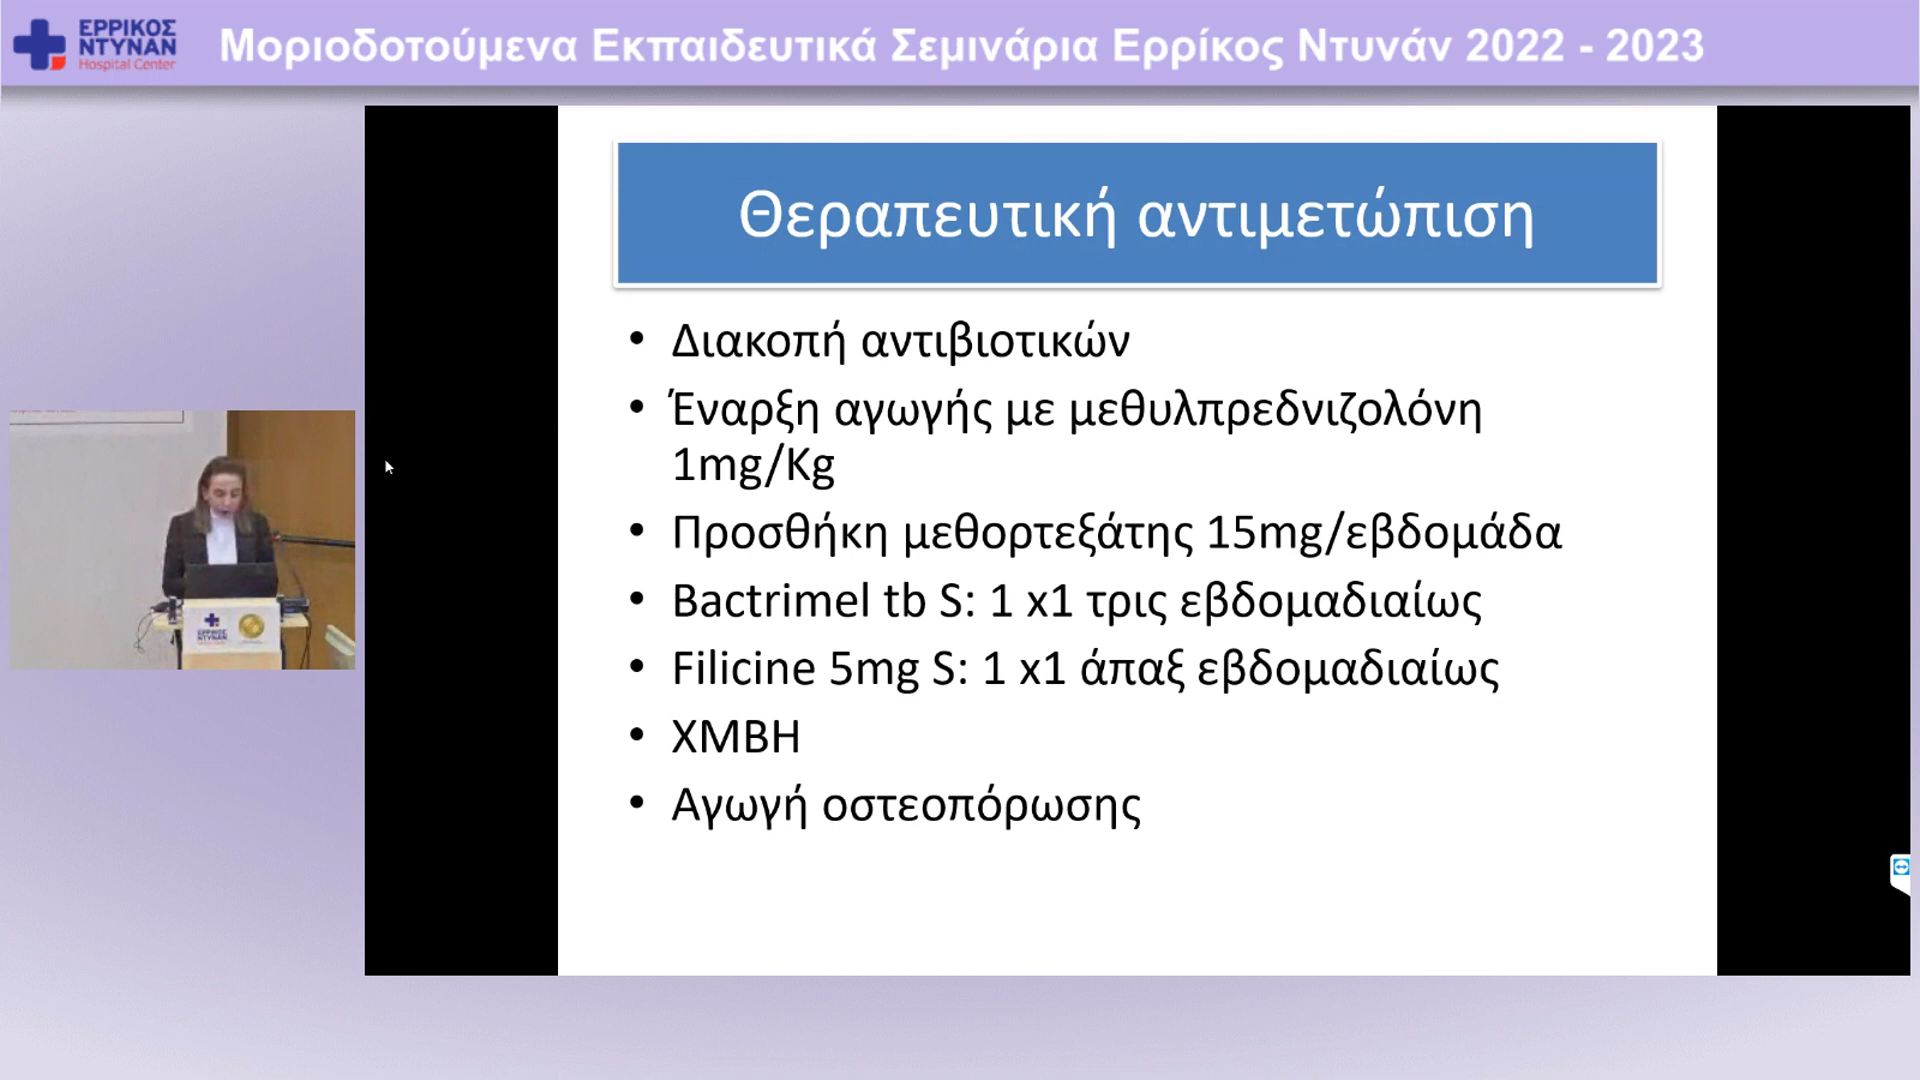 ΕΡΡΙΚΟΣ
ΝΤΥΝΑΝ
Hospital Center
Μοριοδοτούμενα Εκπαιδευτικά Σεμινάρια Ερρίκος Ντυνάν 2022 - 2023
Θεραπευτική αντιμετώπιση
• Διακοπή αντιβιοτικών
• Έναρξη αγωγής με μεθυλπρεδνιζολόνη
1mg/Kg
• Προσθήκη μεθορτεξάτης 15mg/εβδομάδα
• Bactrimel tb S: 1 x1 τρις εβδομαδιαίως
• Filicine 5mg S: 1 x1 άπαξ εβδομαδιαίως
• ΧΜΒΗ
• Αγωγή οστεοπόρωσης
ΕΡΡΙΚΟΣ
ΝΤΥΝΑΝ